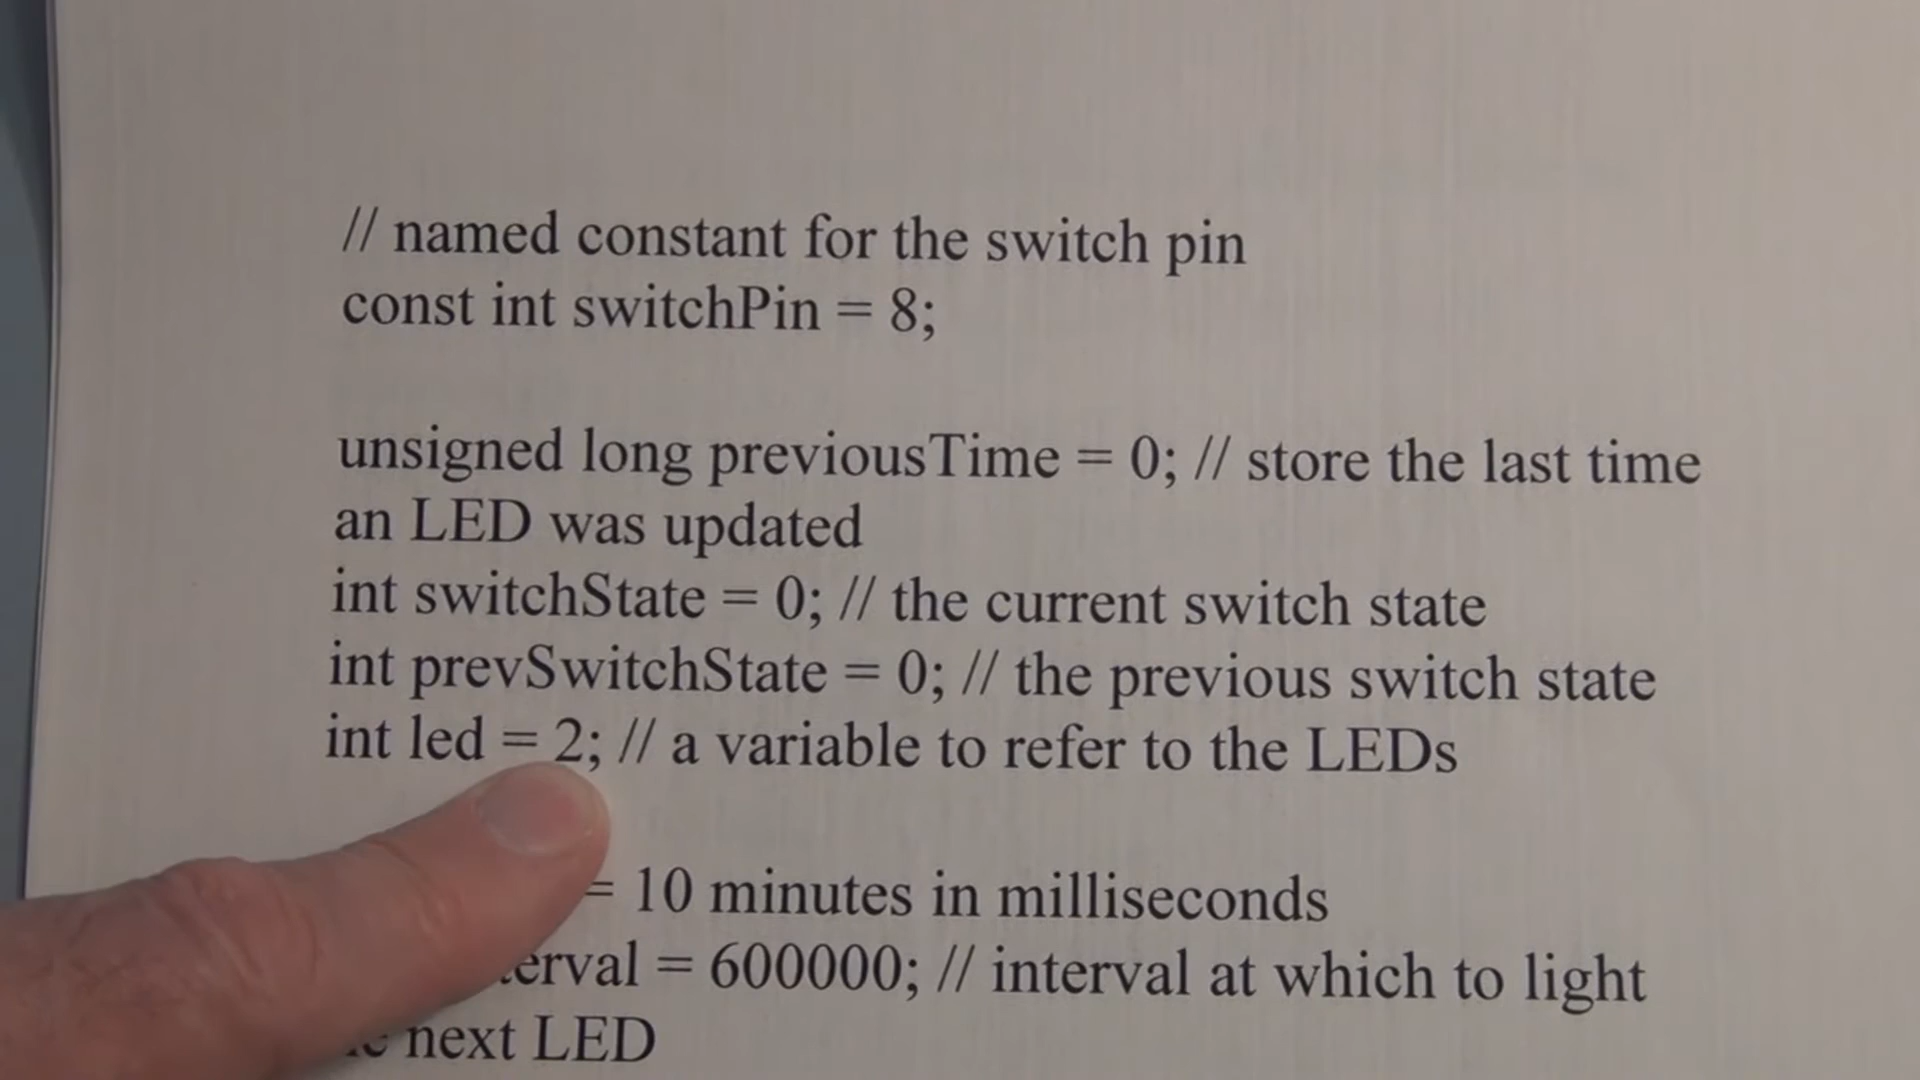 // named constant for the switch pin
const int switchPin = 8;
unsigned long previousTime = 0; // store the last time
an LED was updated
int switchState = 0; // the current switch state
int prevSwitchState = 0; // the previous switch state
int led = 2; // a variable to refer to the LEDs
= 10 minutes in milliseconds
= 600000; // interval at which to light
next LED